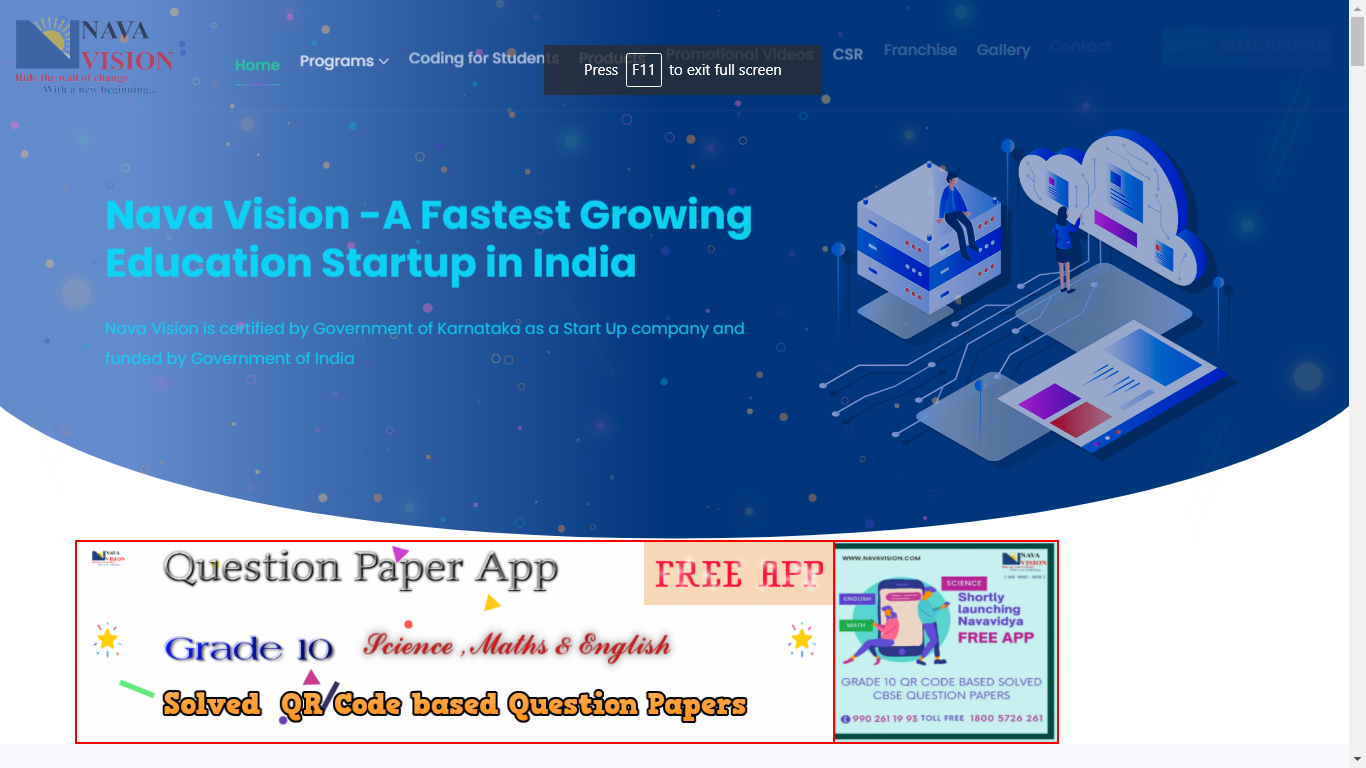 NAVA
VISION
Ride the wall of change
With a new beginning...
Home
Programs
Coding for Students
Products
Promotional Videos
CSR
Franchise
Gallery
Contact
Press F11 to exit full screen
Nava Vision -A Fastest Growing
Education Startup in India
Nava Vision is certified by Government of Karnataka as a Start Up company and
funded by Government of India
NAVA
VISION
Question Paper App
FREE APP
Grade 10
Science ,Maths & English
Solved QR Code based Question Papers
WWW.NAVAVISION.COM
NAVA
VISION
SCIENCE
ENGLISH
MATH
Shortly
launching
Navavidya
FREE APP
GRADE 10 QR CODE BASED SOLVED
CBSE QUESTION PAPERS
990 261 19 93 TOLL FREE 1800 5726 261